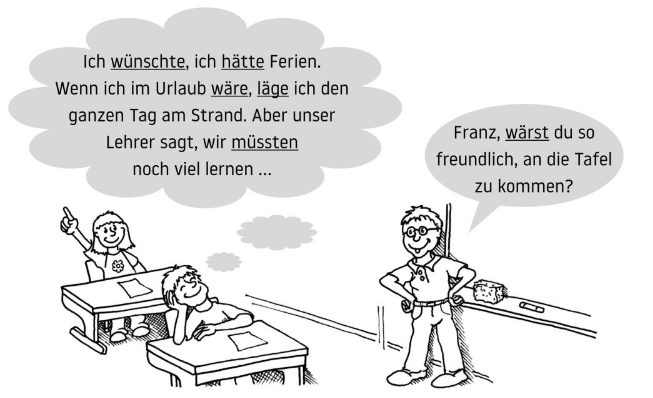 Ich wünschte, ich hätte Ferien.
Wenn ich im Urlaub wäre, läge ich den
ganzen Tag am Strand. Aber unser
Lehrer sagt, wir müssten
noch viel lernen ...
Franz, wärst du so
freundlich, an die Tafel
zu kommen?